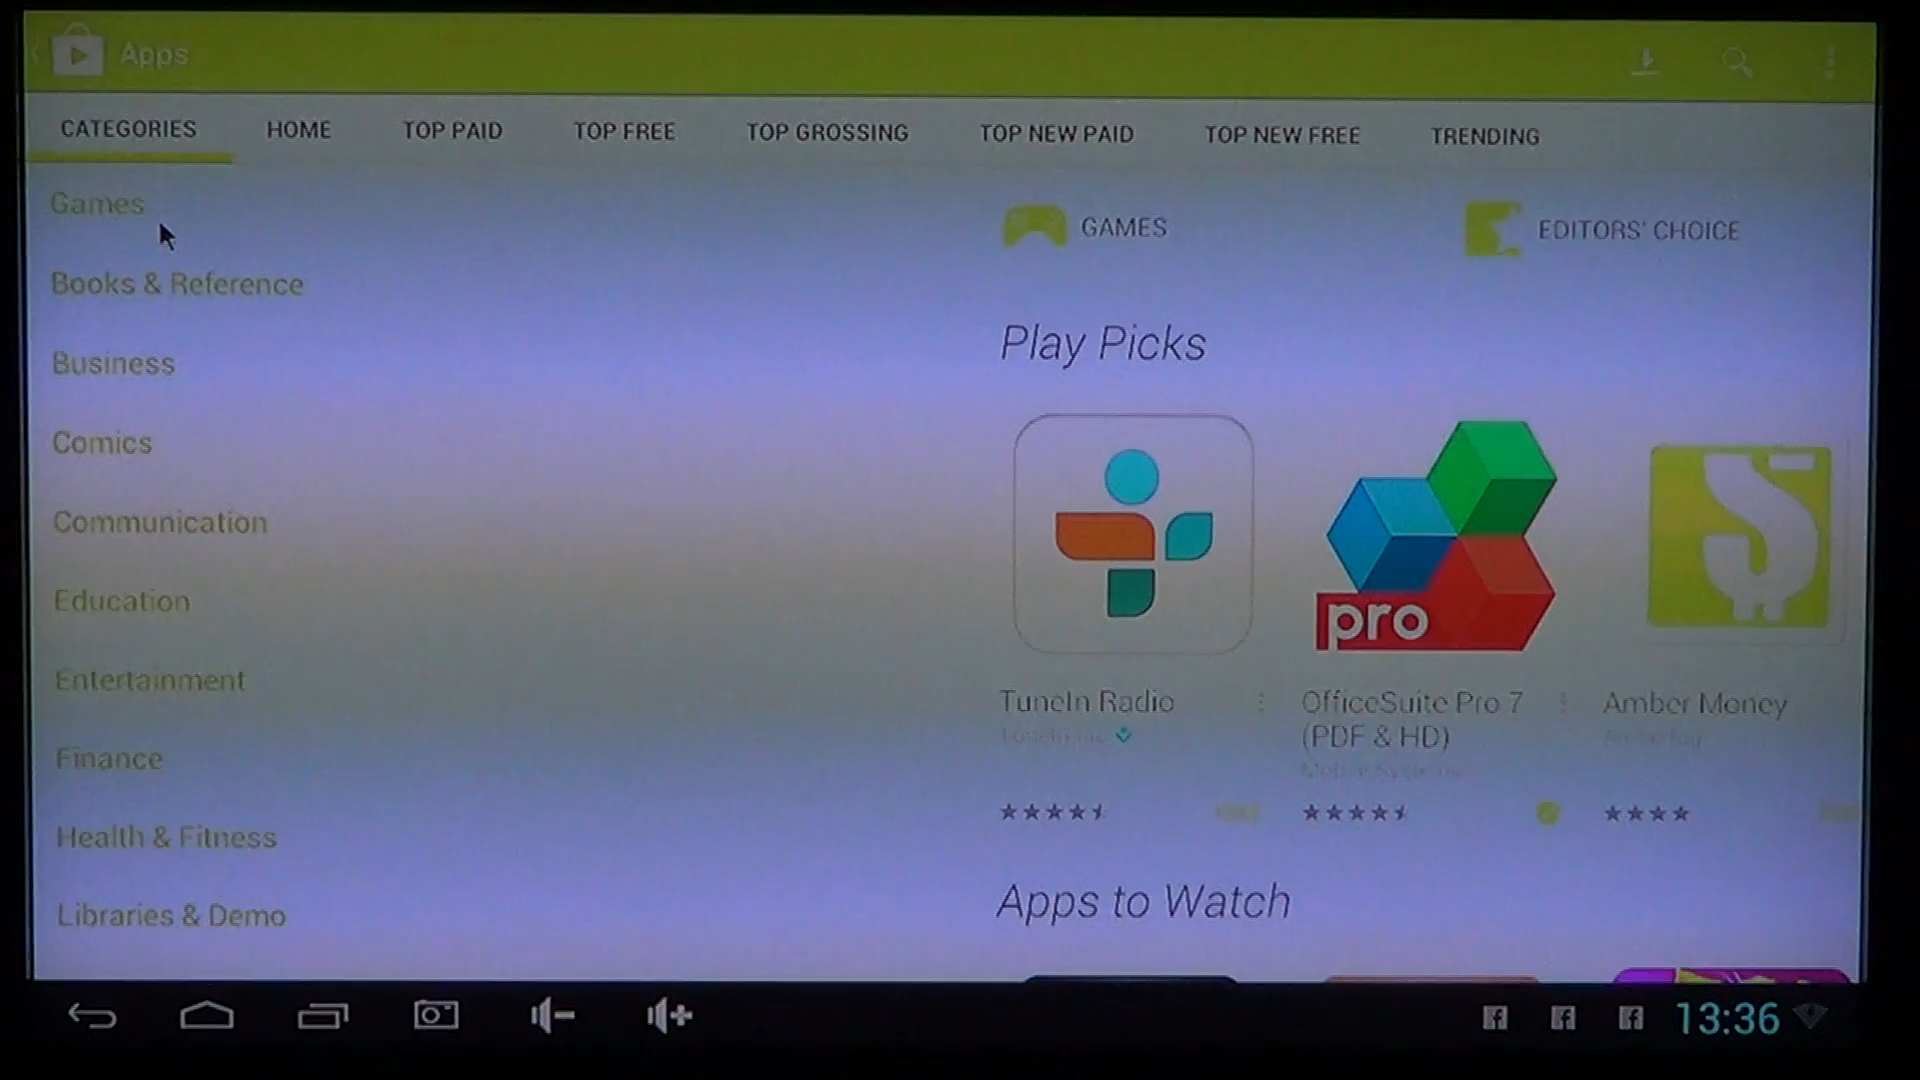 Apps
CATEGORIES HOME TOP PAID TOP FREE TOP GROSSING TOP NEW PAID TOP NEW FREE TRENDING
Games
Books & Reference
Business
Comics
Communication
Education
Entertainment
Finance
Health & Fitness
Libraries & Demo
GAMES
EDITORS' CHOICE
Play Picks
pro
TuneIn Radio
OfficeSuite Pro 7
(PDF & HD)
Amber Money
Apps to Watch
13:36